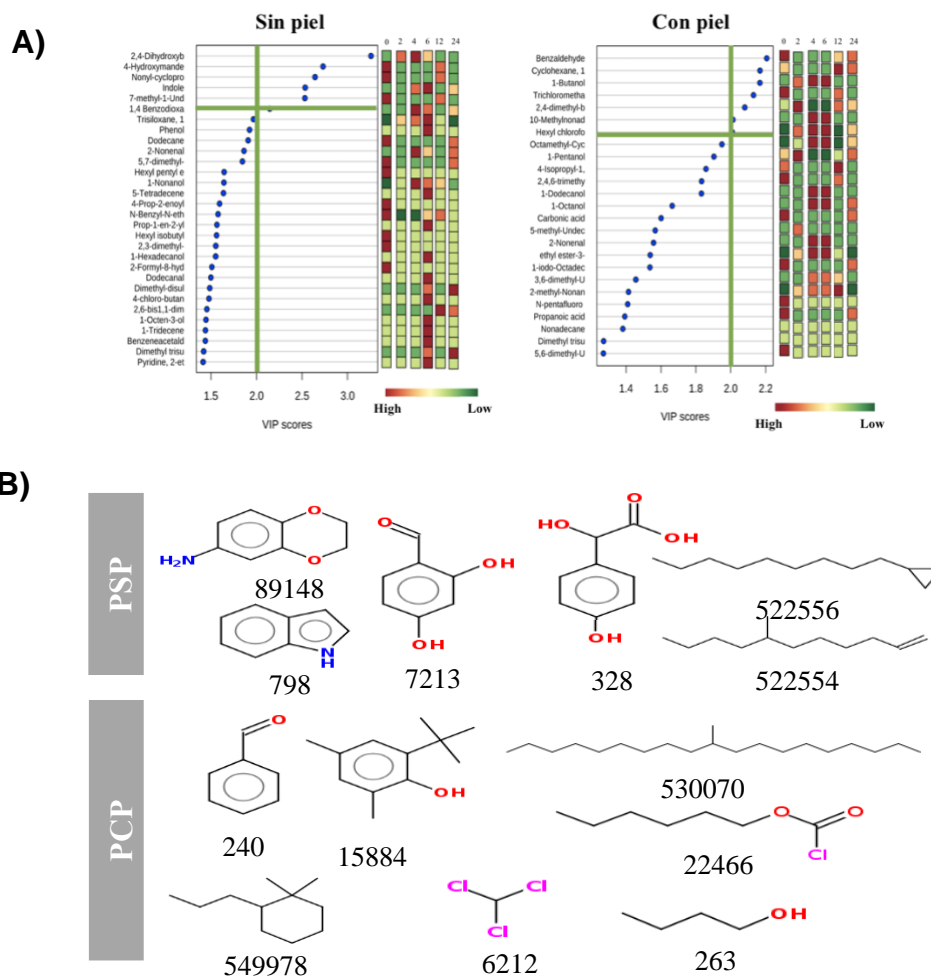 Sin piel
Con piel
A)
0 2 4 6 12 24
2,4-Dihydroxyb
4-Hydroxymande
Nonyl-cyclopro
Indole
7-methyl-1-Und
1,4 Benzodioxa
Trisiloxane, 1
Phenol
Dodecane
2-Nonenal
5,7-dimethyl-
Hexyl pentyl e
1-Nonanol
5-Tetradecene
4-Prop-2-enoyl
N-Benzyl-N-eth
Prop-1-en-2-yl
Hexyl isobutyl
2,3-dimethyl-
1-Hexadecanol
2-Formyl-8-hyd
Dodecanal
Dimethyl-disul
4-chloro-butan
2,6-bis1,1-dim
1-Octen-3-ol
1-Tridecene
Benzeneacetald
Dimethyl trisu
Pyridine, 2-et
1.5 2.0 2.5 3.0
VIP scores
High Low
0 2 4 6 12 24
Benzaldehyde
Cyclohexane, 1
1-Butanol
Trichlorometha
2,4-dimethyl-b
10-Methylnonad
Hexyl chlorofo
Octamethyl-Cyc
1-Pentanol
4-Isopropyl-1,
2,4,6-trimethy
1-Dodecanol
1-Octanol
Carbonic acid
5-methyl-Undec
2-Nonenal
ethyl ester-3-
1-iodo-Octadec
3,6-dimethyl-U
2-methyl-Nonan
N-pentafluoro
Propanoic acid
Nonadecane
Dimethyl trisu
5,6-dimethyl-U
1.4 1.6 1.8 2.0 2.2
VIP scores
High Low
B)
PSP
H2N
O
O
89148
NH
798
O
OH
OH
7213
HO
O
OH
OH
328
522556
522554
PCP
O
240
OH
15884
530070
O
O
Cl
22466
549978
Cl
Cl
Cl
6212
OH
263